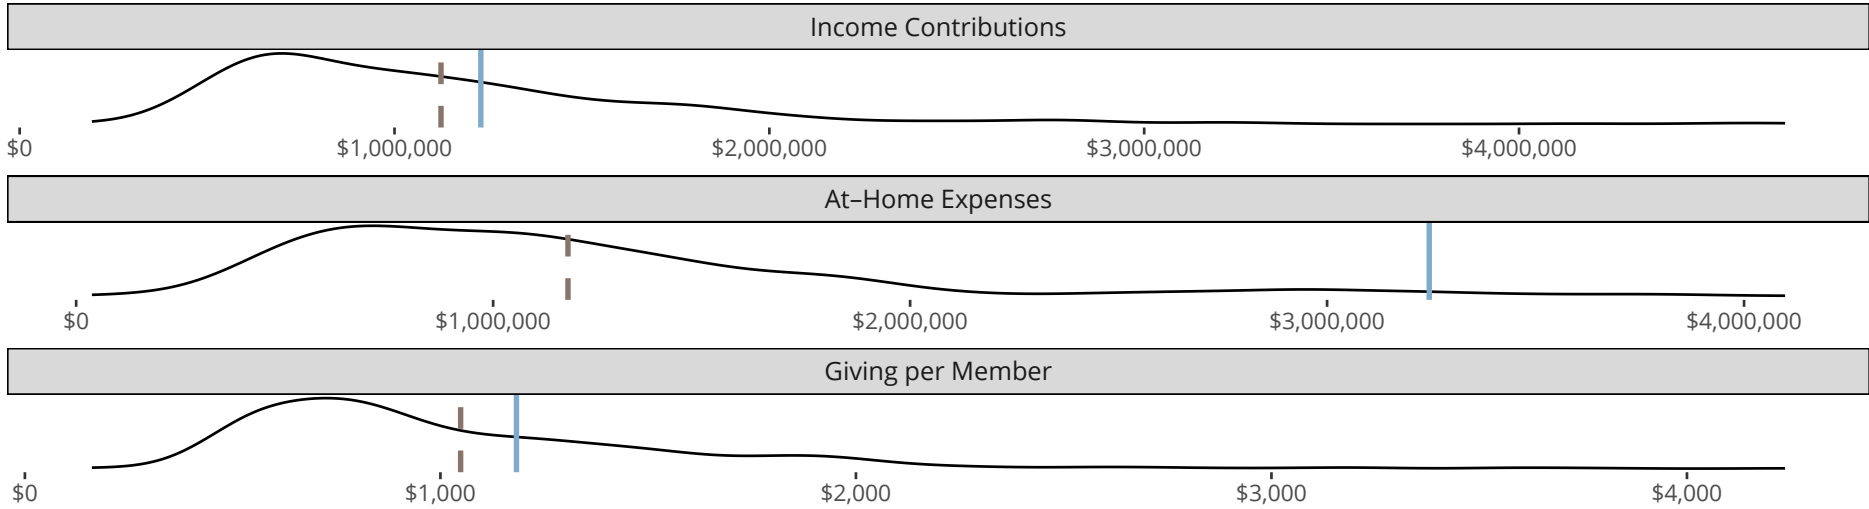 Income Contributions
$0 $1,000,000 $2,000,000 $3,000,000 $4,000,000
At–Home Expenses
$0 $1,000,000 $2,000,000 $3,000,000 $4,000,000
Giving per Member
$0 $1,000 $2,000 $3,000 $4,000